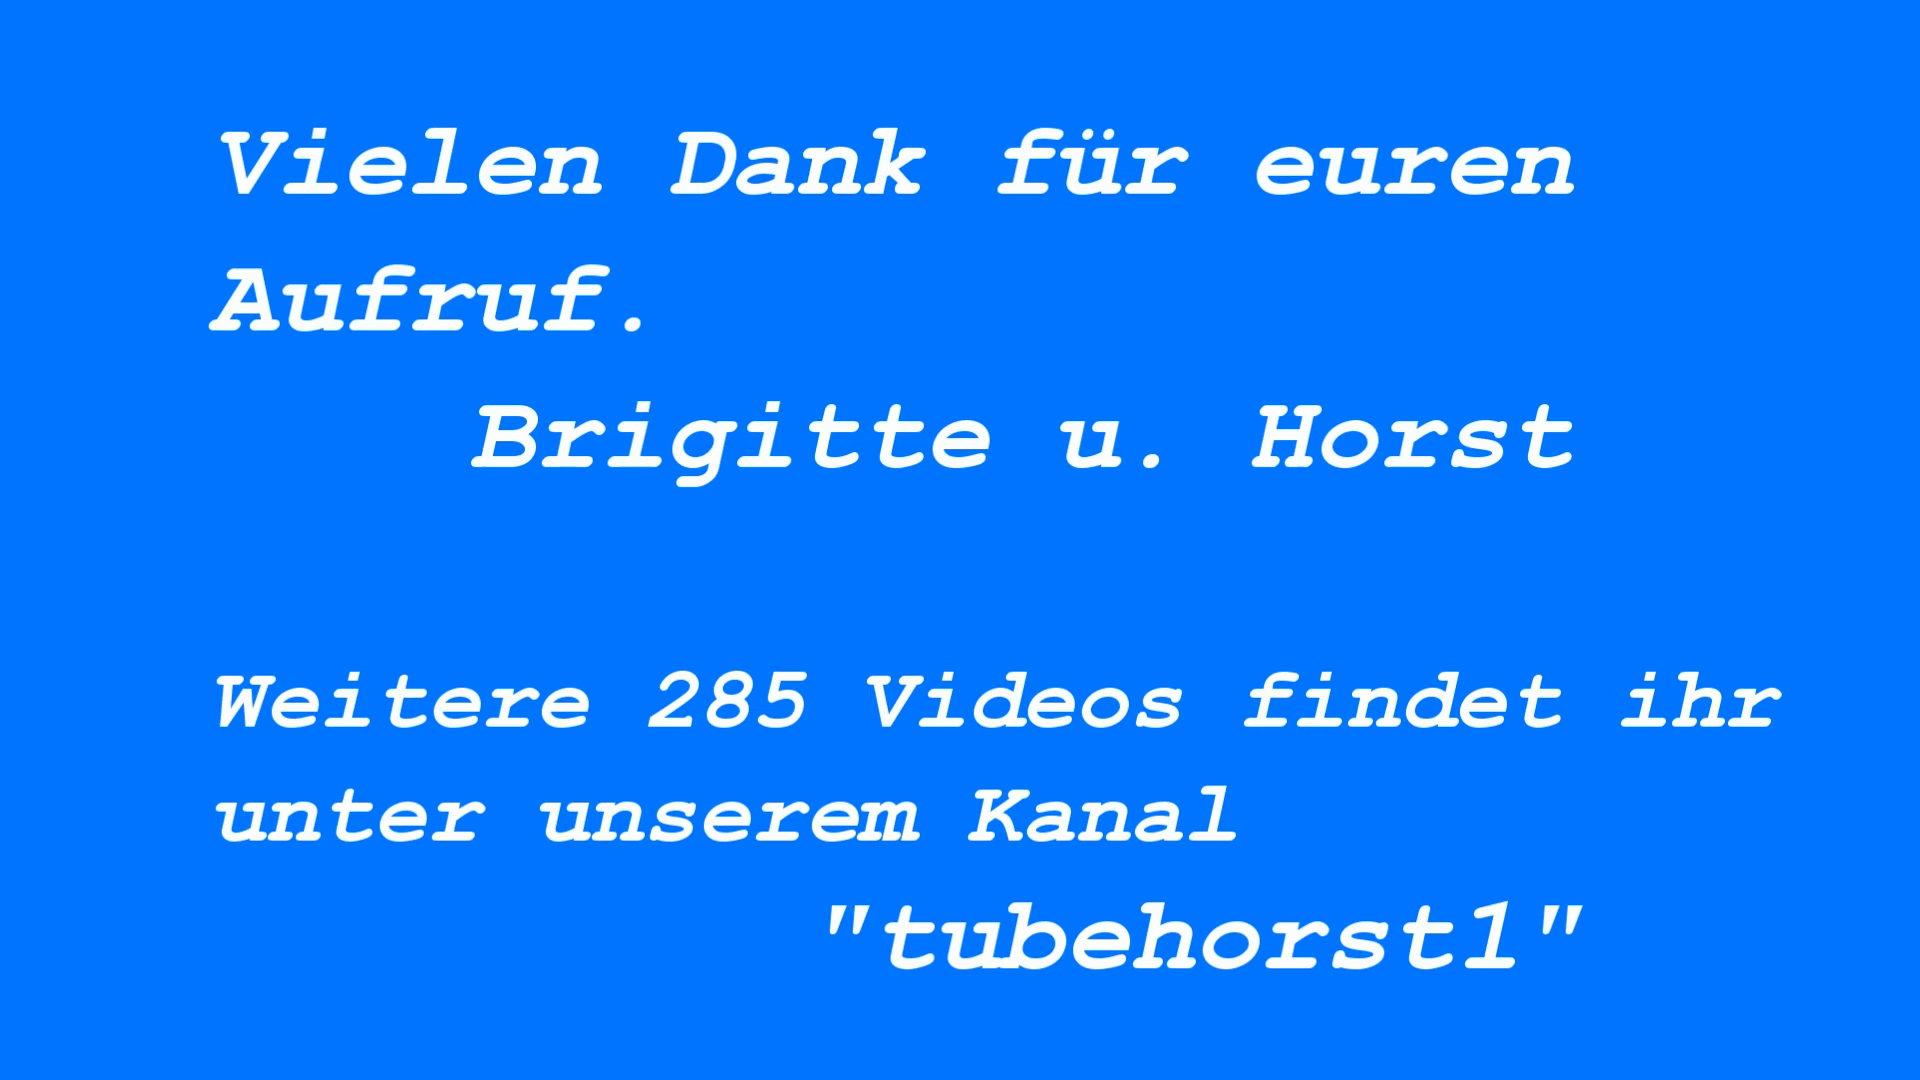 Vielen Dank für euren
Aufruf.
Brigitte u. Horst
Weitere 285 Videos findet ihr
unter unserem Kanal
"tubehorst1"